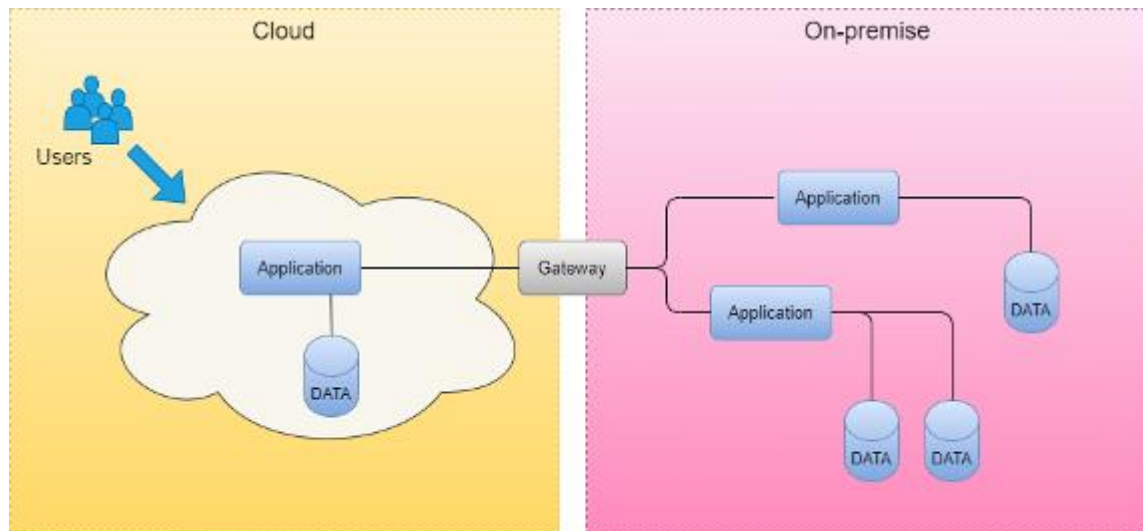 Cloud
Users
Application
DATA
Gateway
On-premise
Application
DATA
Application
DATA
DATA